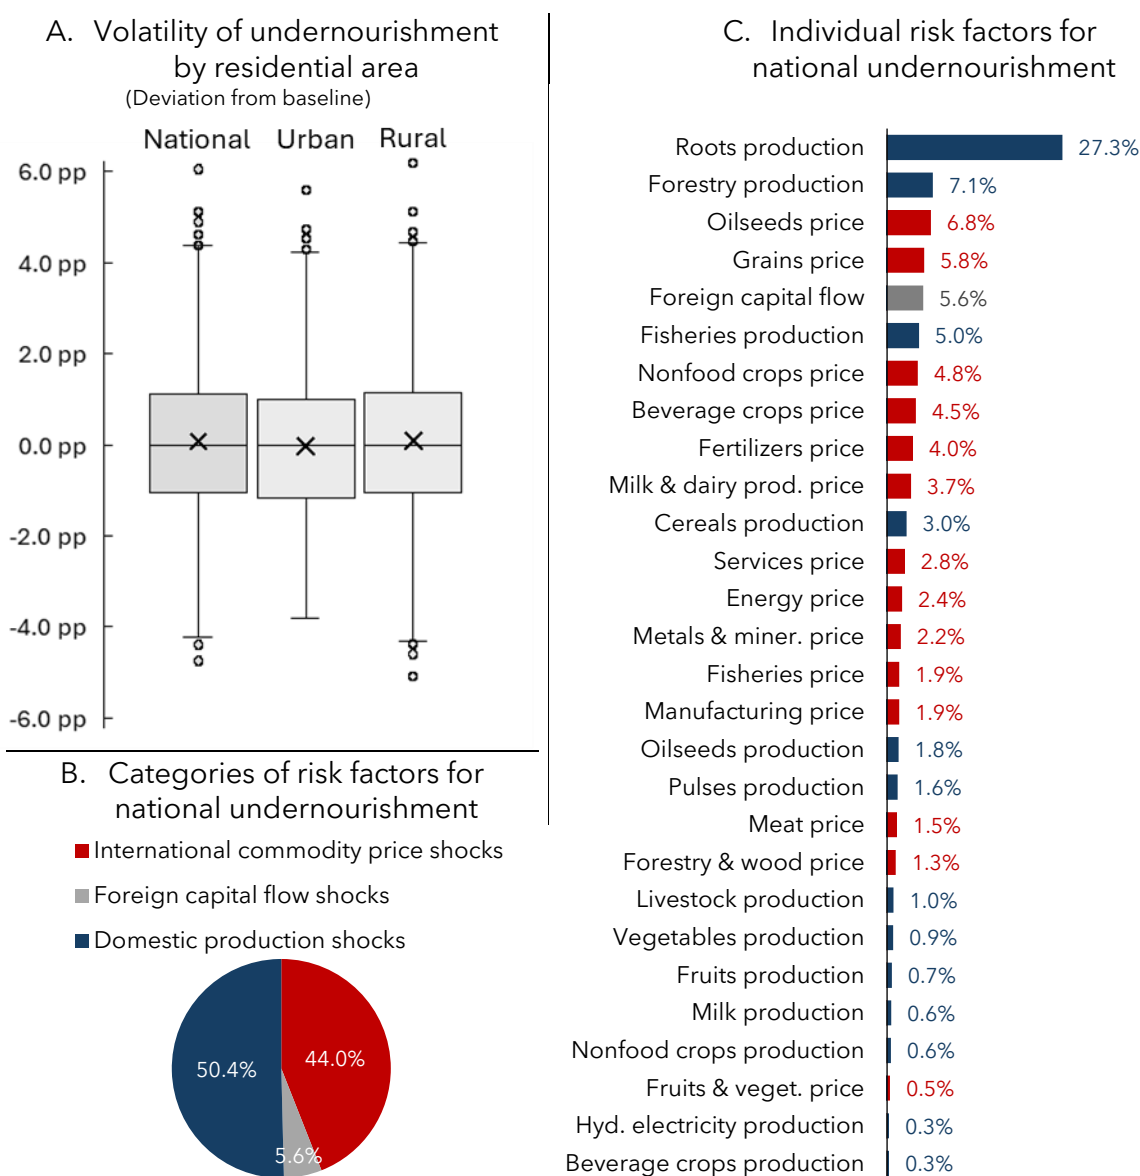 A. Volatility of undernourishment
by residential area
(Deviation from baseline)
National Urban Rural
6.0 pp
4.0 pp
2.0 pp
0.0 pp
-2.0 pp
-4.0 pp
-6.0 pp
B. Categories of risk factors for
national undernourishment
International commodity price shocks
Foreign capital flow shocks
Domestic production shocks
50.4%
44.0%
5.6%
C. Individual risk factors for
national undernourishment
Roots production 27.3%
Forestry production 7.1%
Oilseeds price 6.8%
Grains price 5.8%
Foreign capital flow 5.6%
Fisheries production 5.0%
Nonfood crops price 4.8%
Beverage crops price 4.5%
Fertilizers price 4.0%
Milk & dairy prod. price 3.7%
Cereals production 3.0%
Services price 2.8%
Energy price 2.4%
Metals & miner. price 2.2%
Fisheries price 1.9%
Manufacturing price 1.9%
Oilseeds production 1.8%
Pulses production 1.6%
Meat price 1.5%
Forestry & wood price 1.3%
Livestock production 1.0%
Vegetables production 0.9%
Fruits production 0.7%
Milk production 0.6%
Nonfood crops production 0.6%
Fruits & veget. price 0.5%
Hyd. electricity production 0.3%
Beverage crops production 0.3%